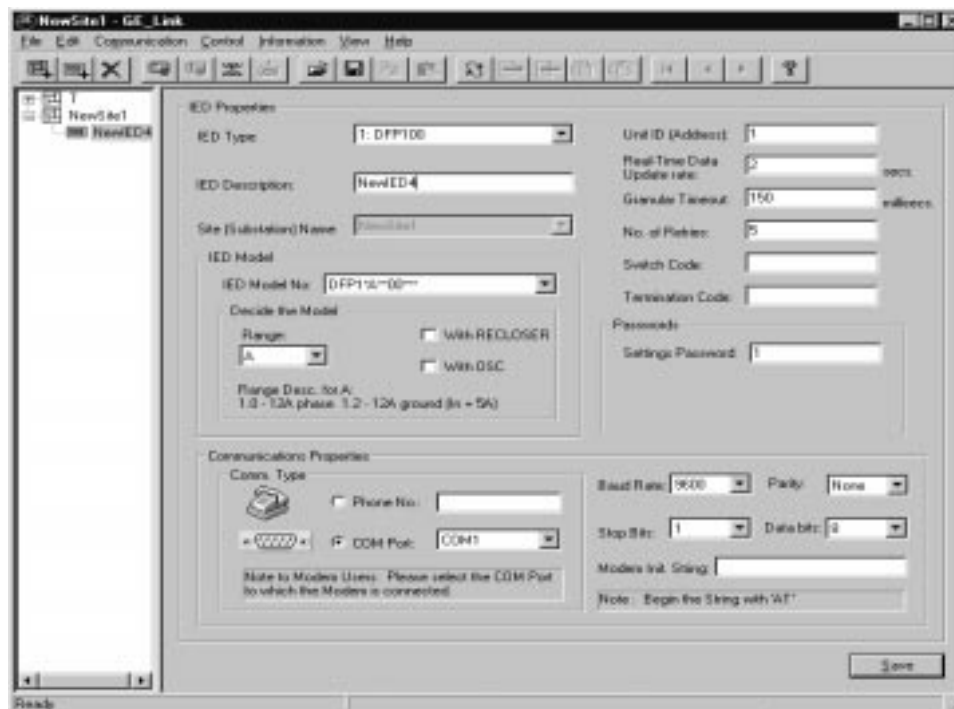 NewSite1 - GE_Link
File Edit Communication Control Information View Help
1
NewSite1
NewIED4
IED Properties
IED Type 1: DFP100
IED Description: NewIED4
Site (Substation) Name NewSite1
IED Model
IED Model No: DFP1*A**00***
Decide the Model
Range:
A
With RECLOSER
With OSC
Range Desc. for A:
1.0 - 12A phase 1.2 - 12A ground (In = 5A)
Unit ID (Address): 1
Real-Time Data
Update rate: 2 secs.
Granular Timeout: 150 millisecs.
No. of Retries: 5
Switch Code:
Termination Code:
Passwords
Settings Password: 1
Communications Properties
Comm. Type
Phone No.:
COM Port: COM1
Note to Modem Users: Please select the COM Port
to which the Modem is connected.
Baud Rate: 9600 Parity: None
Stop Bits: 1 Data bits: 8
Modem Init. String:
Note: Begin the String with 'AT'
Save
Ready